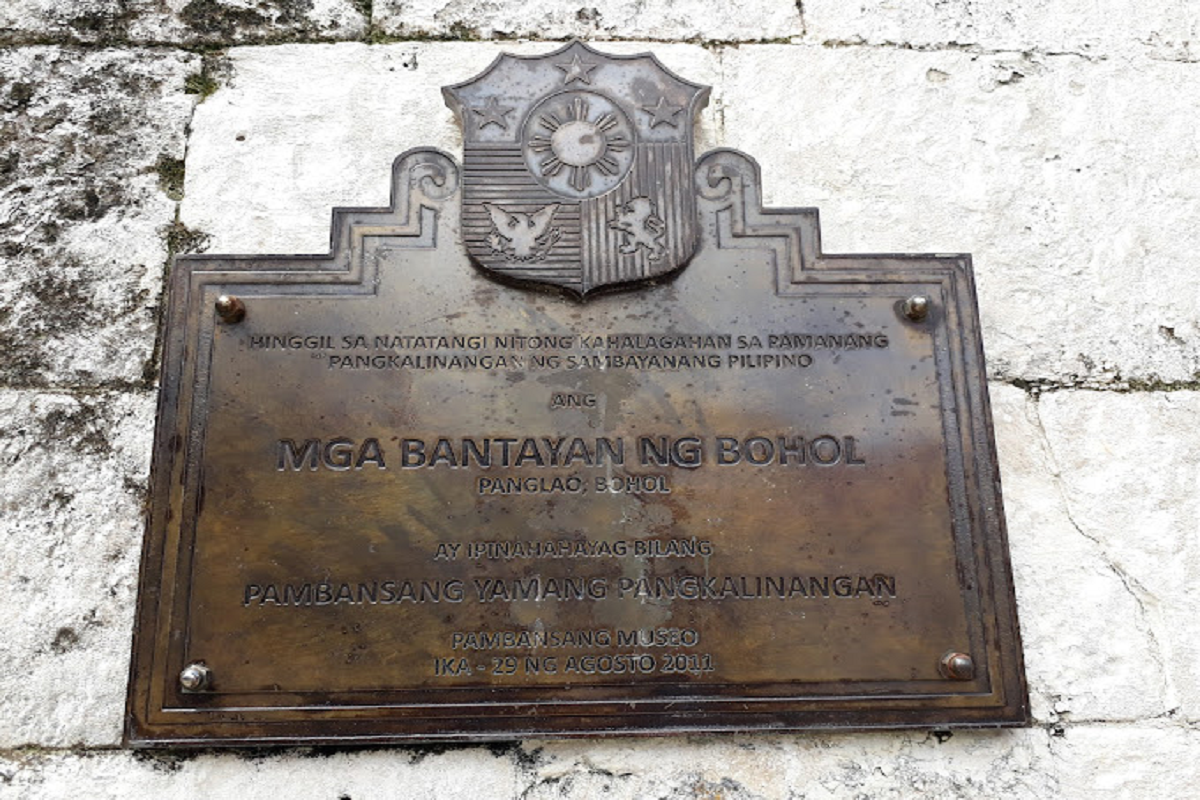 HINGGIL SA NATATANGI NITONG KAHALAGAHAN SA PAMANANG
PANGKALINANGAN NG SAMBAYANANG PILIPINO
ANG
MGA BANTAYAN NG BOHOL
PANGLAO, BOHOL
AY IPINAHAHAYAG BILANG
PAMBANSANG YAMANG PANGKALINANGAN
PAMBANSANG MUSEO
IKA - 29 NG AGOSTO 2011